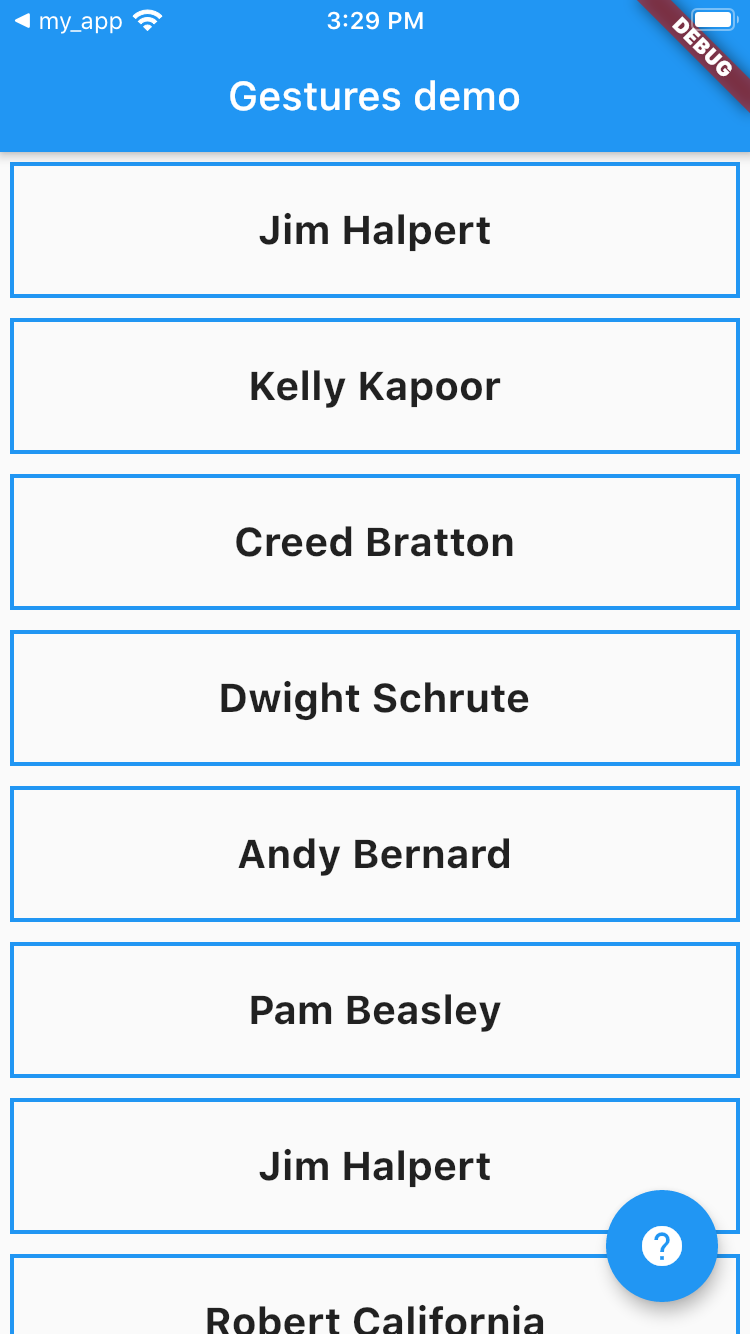 my_app 3:29 PM
DEBUG
Gestures demo
Jim Halpert
Kelly Kapoor
Creed Bratton
Dwight Schrute
Andy Bernard
Pam Beasley
Jim Halpert
?
Robert California